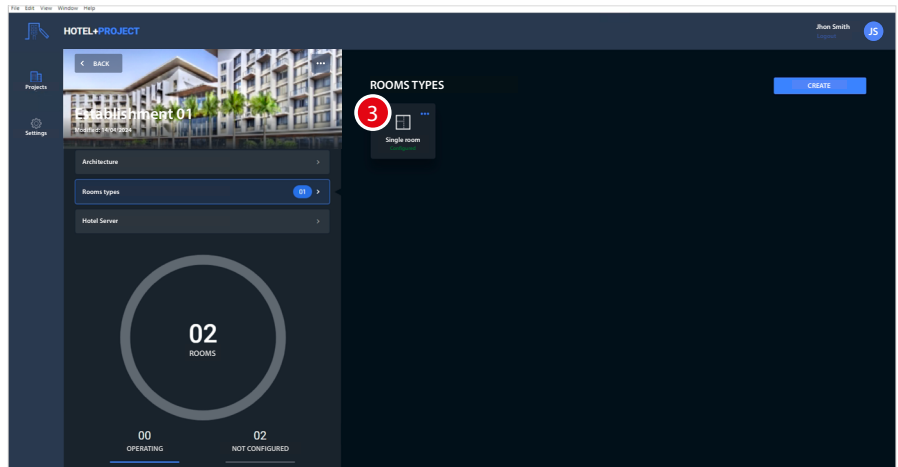 File Edit View Window Help
HOTEL+PROJECT
Jhon Smith
Logout
JS
Projects
Settings
BACK
Establishment 01
Modified: 14/04/2024
Architecture
Rooms types 01
Hotel Server
02
ROOMS
00
OPERATING
02
NOT CONFIGURED
ROOMS TYPES
CREATE
3
Single room
Configured